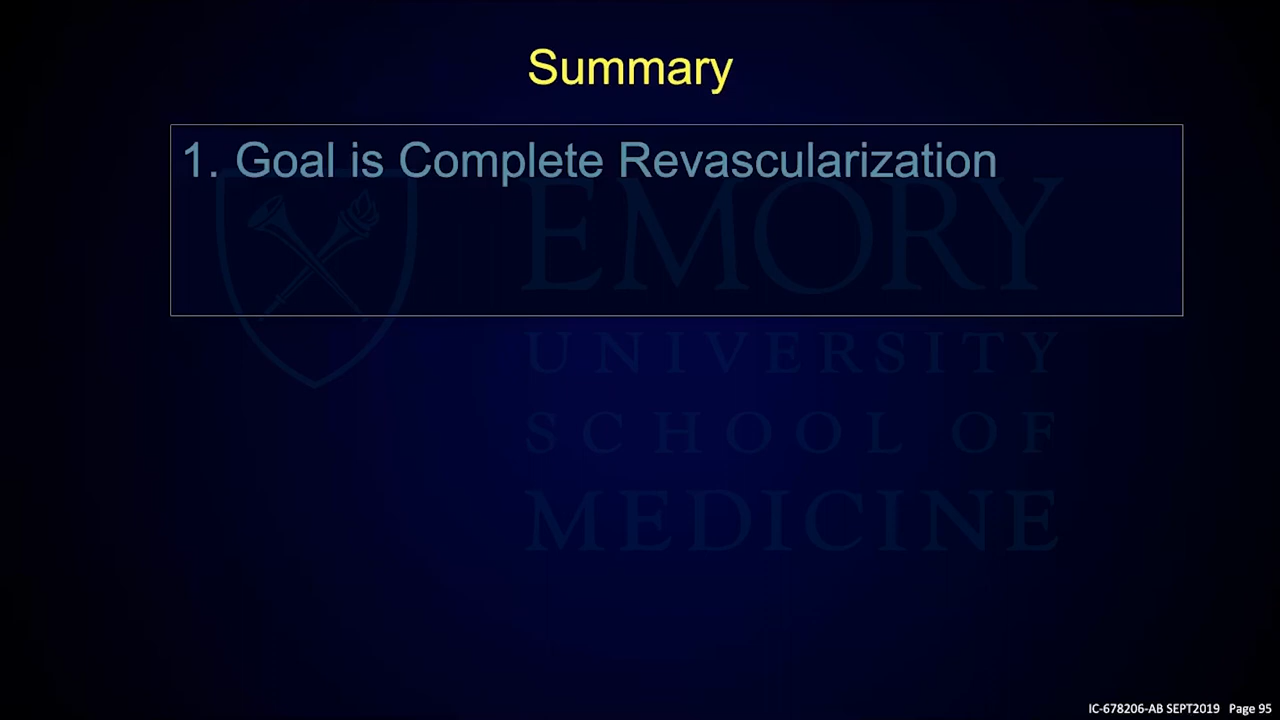 Summary
1. Goal is Complete Revascularization
EMORY
UNIVERSITY
SCHOOL OF
MEDICINE
IC-678206-AB SEPT2019 Page 95